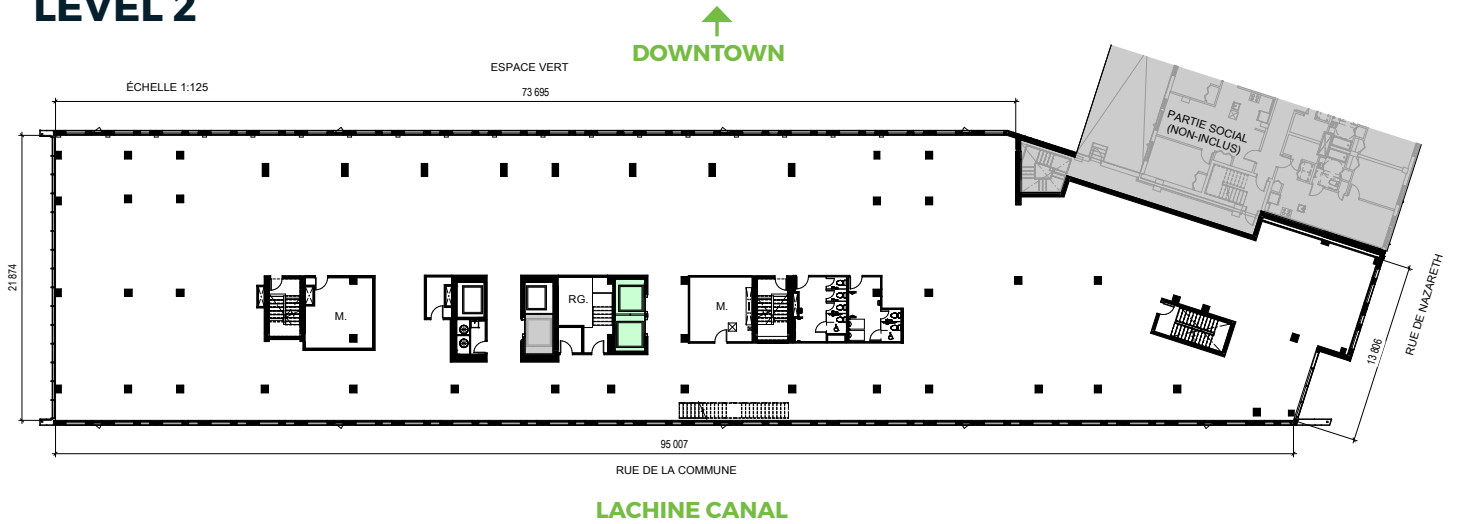 LEVEL 2
DOWNTOWN
ESPACE VERT
ÉCHELLE 1:125
73 695
PARTIE SOCIAL
(NON-INCLUS)
21 874
M.
RG.
M.
RUE DE NAZARETH
13 806
95 007
RUE DE LA COMMUNE
LACHINE CANAL